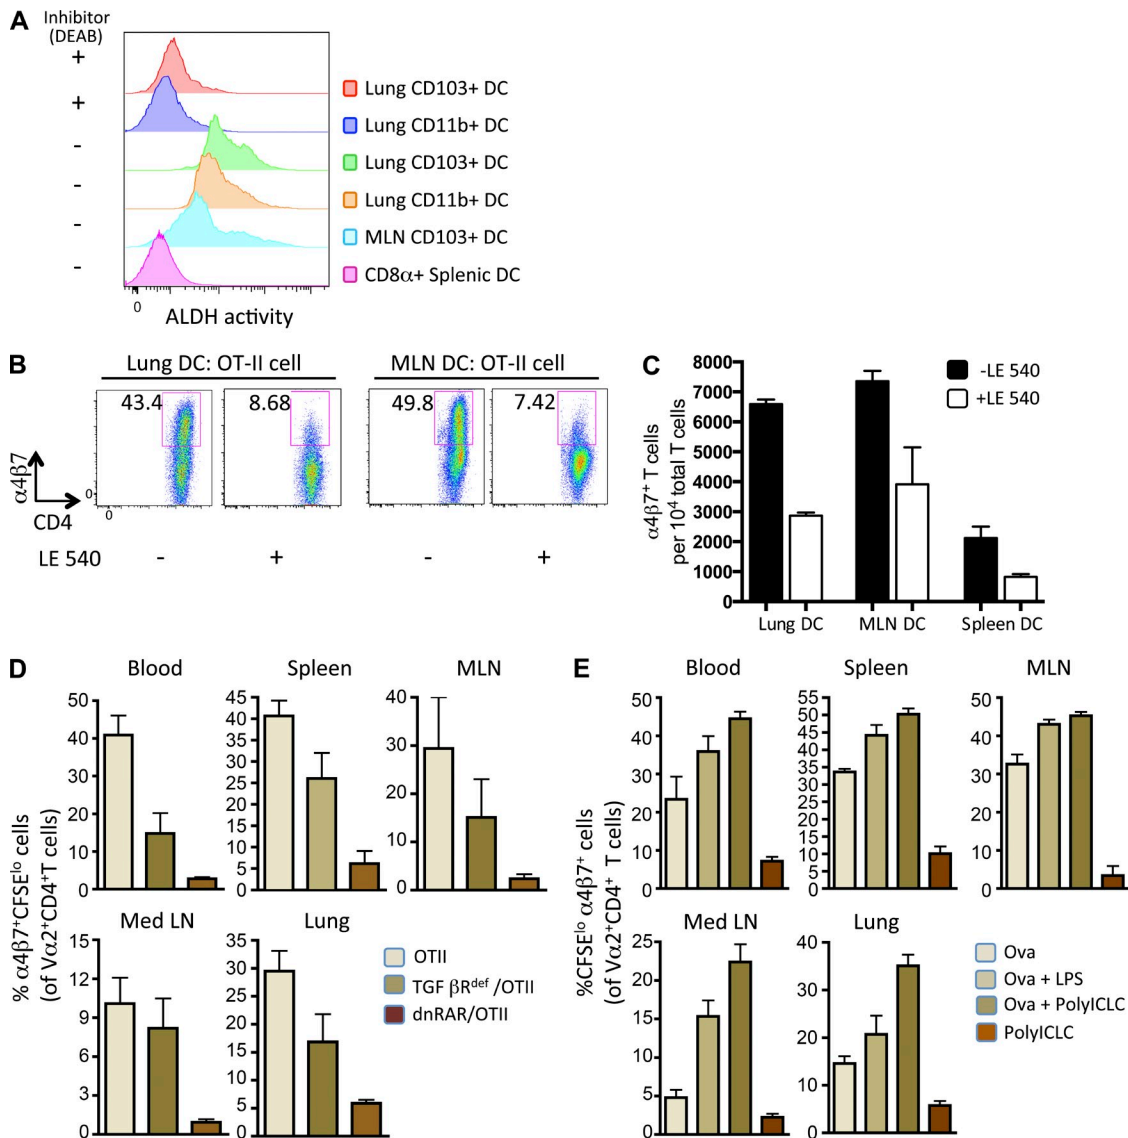 A
Inhibitor
(DEAB)
+
+
-
-
-
-
Lung CD103+ DC
Lung CD11b+ DC
Lung CD103+ DC
Lung CD11b+ DC
MLN CD103+ DC
CD8α+ Splenic DC
0
ALDH activity
B
Lung DC: OT-II cell
MLN DC: OT-II cell
43.4
8.68
49.8
7.42
α4β7
CD4
0
0
LE 540
-
+
-
+
C
α4β7⁺ T cells
per 10⁴ total T cells
8000
7000
6000
5000
4000
3000
2000
1000
0
-LE 540
+LE 540
Lung DC
MLN DC
Spleen DC
D
% α4β7⁺CFSEˡᵒ cells
(of Vα2⁺CD4⁺T cells)
Blood
50
40
30
20
10
0
Spleen
45
40
35
30
25
20
15
10
5
0
MLN
40
30
20
10
0
Med LN
15
12
9
6
3
0
Lung
35
30
25
20
15
10
5
0
OTII
TGF βRᵈᵉᶠ /OTII
dnRAR/OTII
E
%CFSEˡᵒ α4β7⁺ cells
(of Vα2⁺CD4⁺ T cells)
Blood
50
40
30
20
10
0
Spleen
55
50
45
40
35
30
25
20
15
10
5
0
MLN
50
40
30
20
10
0
Med LN
25
20
15
10
5
0
Lung
40
30
20
10
0
Ova
Ova + LPS
Ova + PolyICLC
PolyICLC